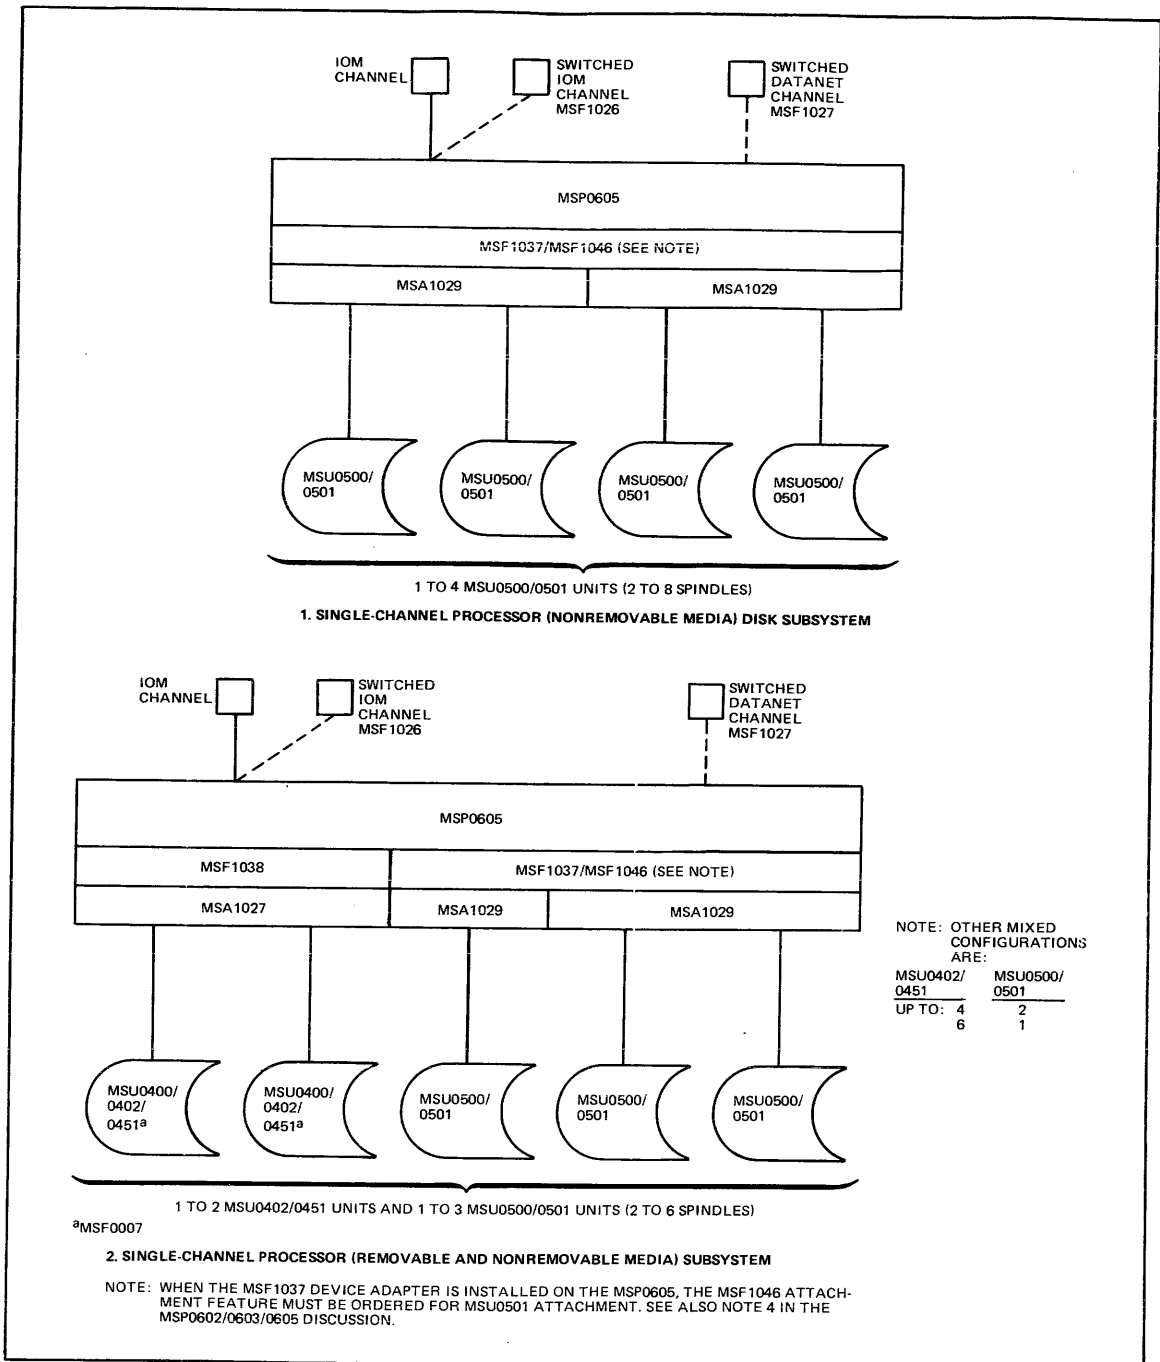 IOM
CHANNEL
SWITCHED
IOM
CHANNEL
MSF1026
SWITCHED
DATANET
CHANNEL
MSF1027
MSP0605
MSF1037/MSF1046 (SEE NOTE)
MSA1029
MSA1029
MSU0500/
0501
MSU0500/
0501
MSU0500/
0501
MSU0500/
0501
1 TO 4 MSU0500/0501 UNITS (2 TO 8 SPINDLES)
1. SINGLE-CHANNEL PROCESSOR (NONREMOVABLE MEDIA) DISK SUBSYSTEM
IOM
CHANNEL
SWITCHED
IOM
CHANNEL
MSF1026
SWITCHED
DATANET
CHANNEL
MSF1027
MSP0605
MSF1038
MSF1037/MSF1046 (SEE NOTE)
MSA1027
MSA1029
MSA1029
NOTE: OTHER MIXED
CONFIGURATIONS
ARE:
MSU0402/ MSU0500/
0451 0501
UP TO: 4 2
6 1
MSU0400/
0402/
0451a
MSU0400/
0402/
0451a
MSU0500/
0501
MSU0500/
0501
MSU0500/
0501
1 TO 2 MSU0402/0451 UNITS AND 1 TO 3 MSU0500/0501 UNITS (2 TO 6 SPINDLES)
aMSF0007
2. SINGLE-CHANNEL PROCESSOR (REMOVABLE AND NONREMOVABLE MEDIA) SUBSYSTEM
NOTE: WHEN THE MSF1037 DEVICE ADAPTER IS INSTALLED ON THE MSP0605, THE MSF1046 ATTACH-
MENT FEATURE MUST BE ORDERED FOR MSU0501 ATTACHMENT. SEE ALSO NOTE 4 IN THE
MSP0602/0603/0605 DISCUSSION.